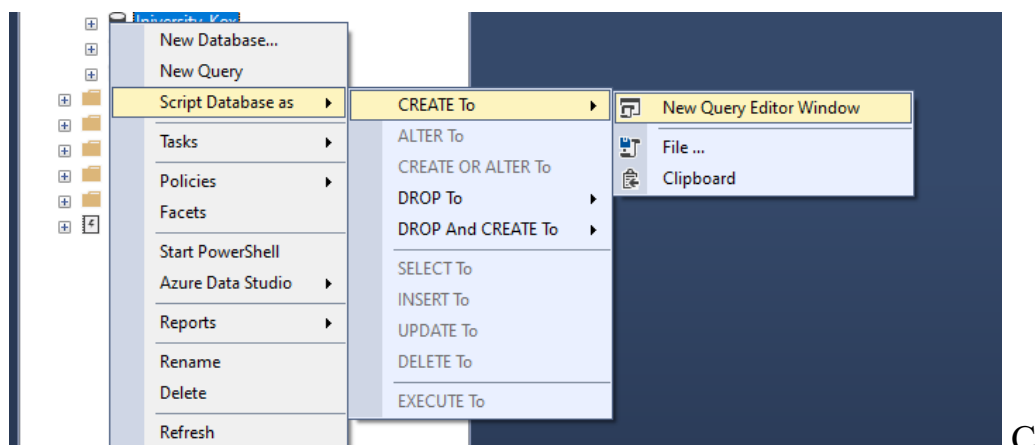 New Database...
New Query
Script Database as
Tasks
Policies
Facets
Start PowerShell
Azure Data Studio
Reports
Rename
Delete
Refresh
CREATE To
ALTER To
CREATE OR ALTER To
DROP To
DROP And CREATE To
SELECT To
INSERT To
UPDATE To
DELETE To
EXECUTE To
New Query Editor Window
File ...
Clipboard
C